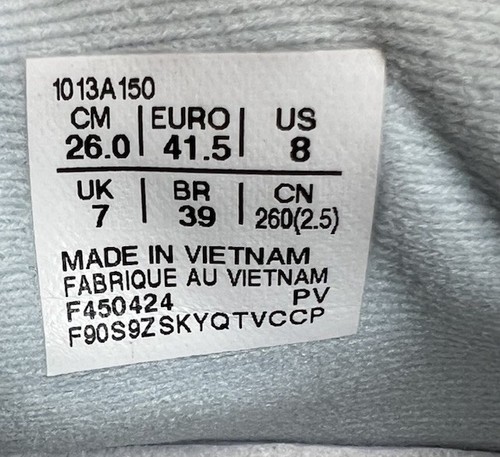 1013A150
CM | EURO | US
26.0 | 41.5 | 8
UK | BR | CN
7 | 39 | 260(2.5)
MADE IN VIETNAM
FABRIQUE AU VIETNAM
F450424 PV
F90S9ZSKYQTVCCP